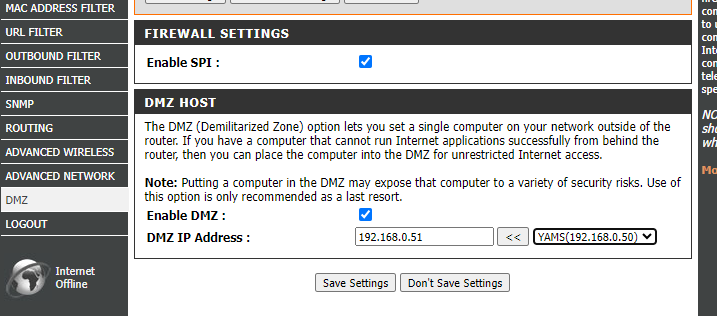 MAC ADDRESS FILTER
URL FILTER
OUTBOUND FILTER
INBOUND FILTER
SNMP
ROUTING
ADVANCED WIRELESS
ADVANCED NETWORK
DMZ
LOGOUT
Internet
Offline
FIREWALL SETTINGS
Enable SPI :
DMZ HOST
The DMZ (Demilitarized Zone) option lets you set a single computer on your network outside of the
router. If you have a computer that cannot run Internet applications successfully from behind the
router, then you can place the computer into the DMZ for unrestricted Internet access.
Note: Putting a computer in the DMZ may expose that computer to a variety of security risks. Use of
this option is only recommended as a last resort.
Enable DMZ :
DMZ IP Address : 192.168.0.51 << YAMS(192.168.0.50)
Save Settings Don't Save Settings